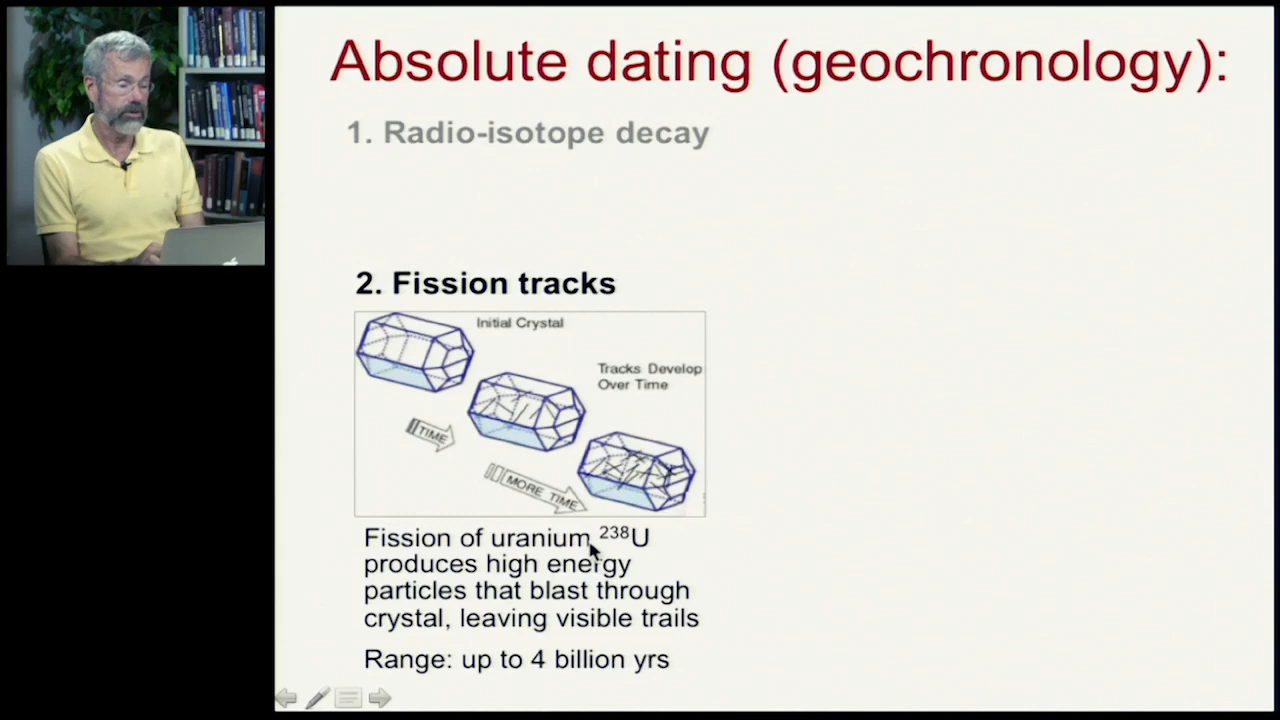 Absolute dating (geochronology):
1. Radio-isotope decay
2. Fission tracks
Initial Crystal
Tracks Develop
Over Time
TIME
MORE TIME
Fission of uranium ²³⁸U
produces high energy
particles that blast through
crystal, leaving visible trails
Range: up to 4 billion yrs